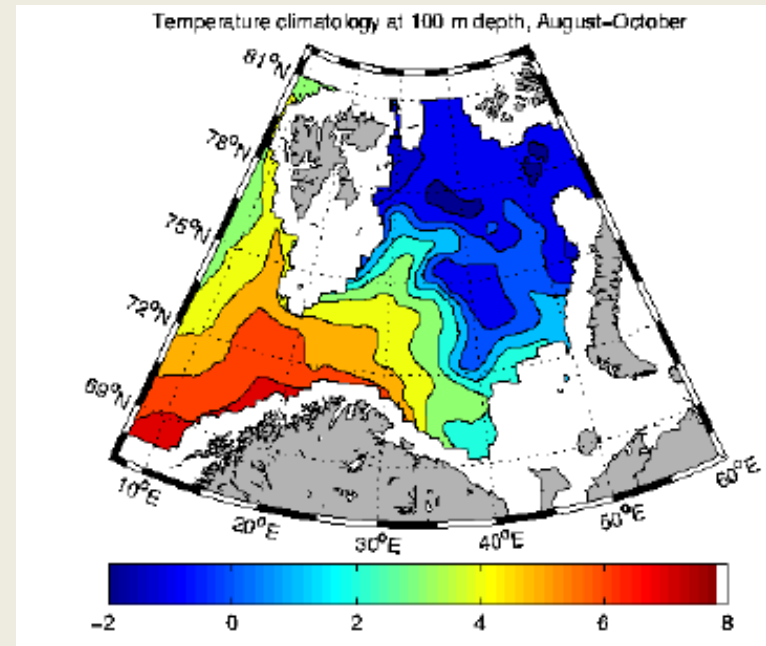 Temperature climatology at 100 m depth, August-October
81°N
78°N
75°N
72°N
69°N
10°E
20°E
30°E
40°E
50°E
60°E
-2 0 2 4 6 8